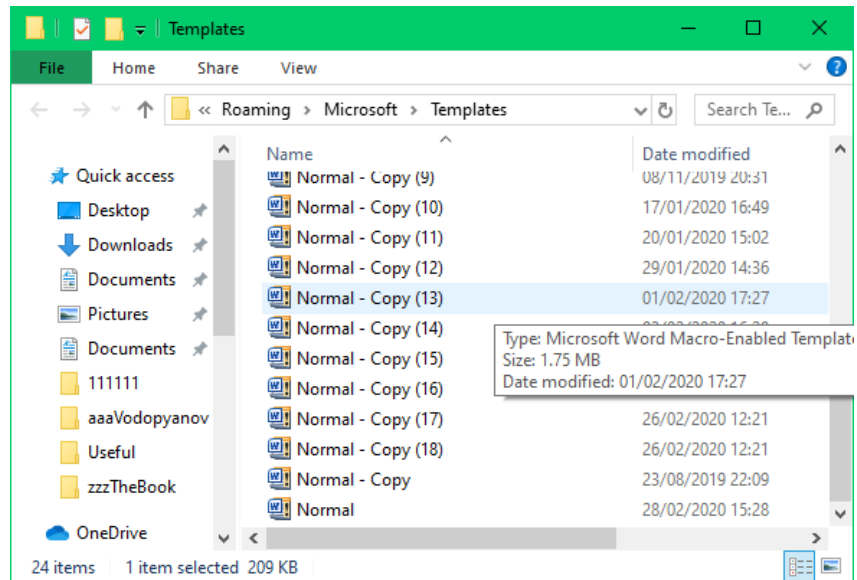 Templates
File Home Share View
« Roaming › Microsoft › Templates Search Te...
Name Date modified
Quick access
Desktop
Downloads
Documents
Pictures
Documents
111111
aaaVodopyanov
Useful
zzzTheBook
OneDrive
Normal - Copy (9) 08/11/2019 20:31
Normal - Copy (10) 17/01/2020 16:49
Normal - Copy (11) 20/01/2020 15:02
Normal - Copy (12) 29/01/2020 14:36
Normal - Copy (13) 01/02/2020 17:27
Normal - Copy (14)
Normal - Copy (15)
Normal - Copy (16)
Normal - Copy (17) 26/02/2020 12:21
Normal - Copy (18) 26/02/2020 12:21
Normal - Copy 23/08/2019 22:09
Normal 28/02/2020 15:28
Type: Microsoft Word Macro-Enabled Template
Size: 1.75 MB
Date modified: 01/02/2020 17:27
24 items 1 item selected 209 KB